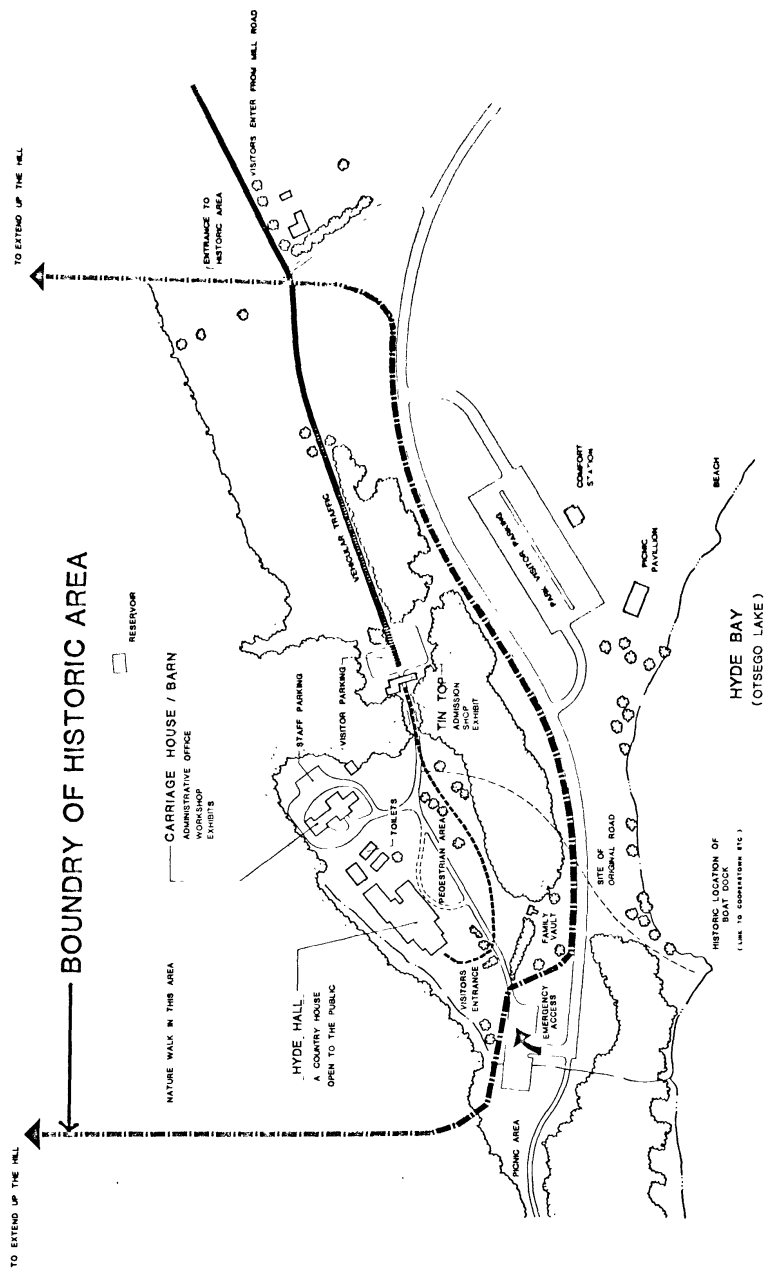 TO EXTEND UP THE HILL
BOUNDRY OF HISTORIC AREA
TO EXTEND UP THE HILL
RESERVOIR
CARRIAGE HOUSE / BARN
ADMINISTRATIVE OFFICE
WORKSHOP
EXHIBITS
NATURE WALK IN THIS AREA
ENTRANCE TO
HISTORIC AREA
VISITORS ENTER FROM MILL ROAD
STAFF PARKING
VISITOR PARKING
VEHICULAR TRAFFIC
HYDE HALL
A COUNTRY HOUSE
OPEN TO THE PUBLIC
TOILETS
PEDESTRIAN AREA
TIN TOP
ADMISSION
SHOP
EXHIBIT
VISITORS
ENTRANCE
FAMILY
VAULT
EMERGENCY
ACCESS
PICNIC AREA
SITE OF
ORIGINAL ROAD
PARK VISITOR PARKING
COMFORT
STATION
PICNIC
PAVILLION
BEACH
HISTORIC LOCATION OF
BOAT DOCK
(LINK TO COOPERSTOWN ETC.)
HYDE BAY
(OTSEGO LAKE)